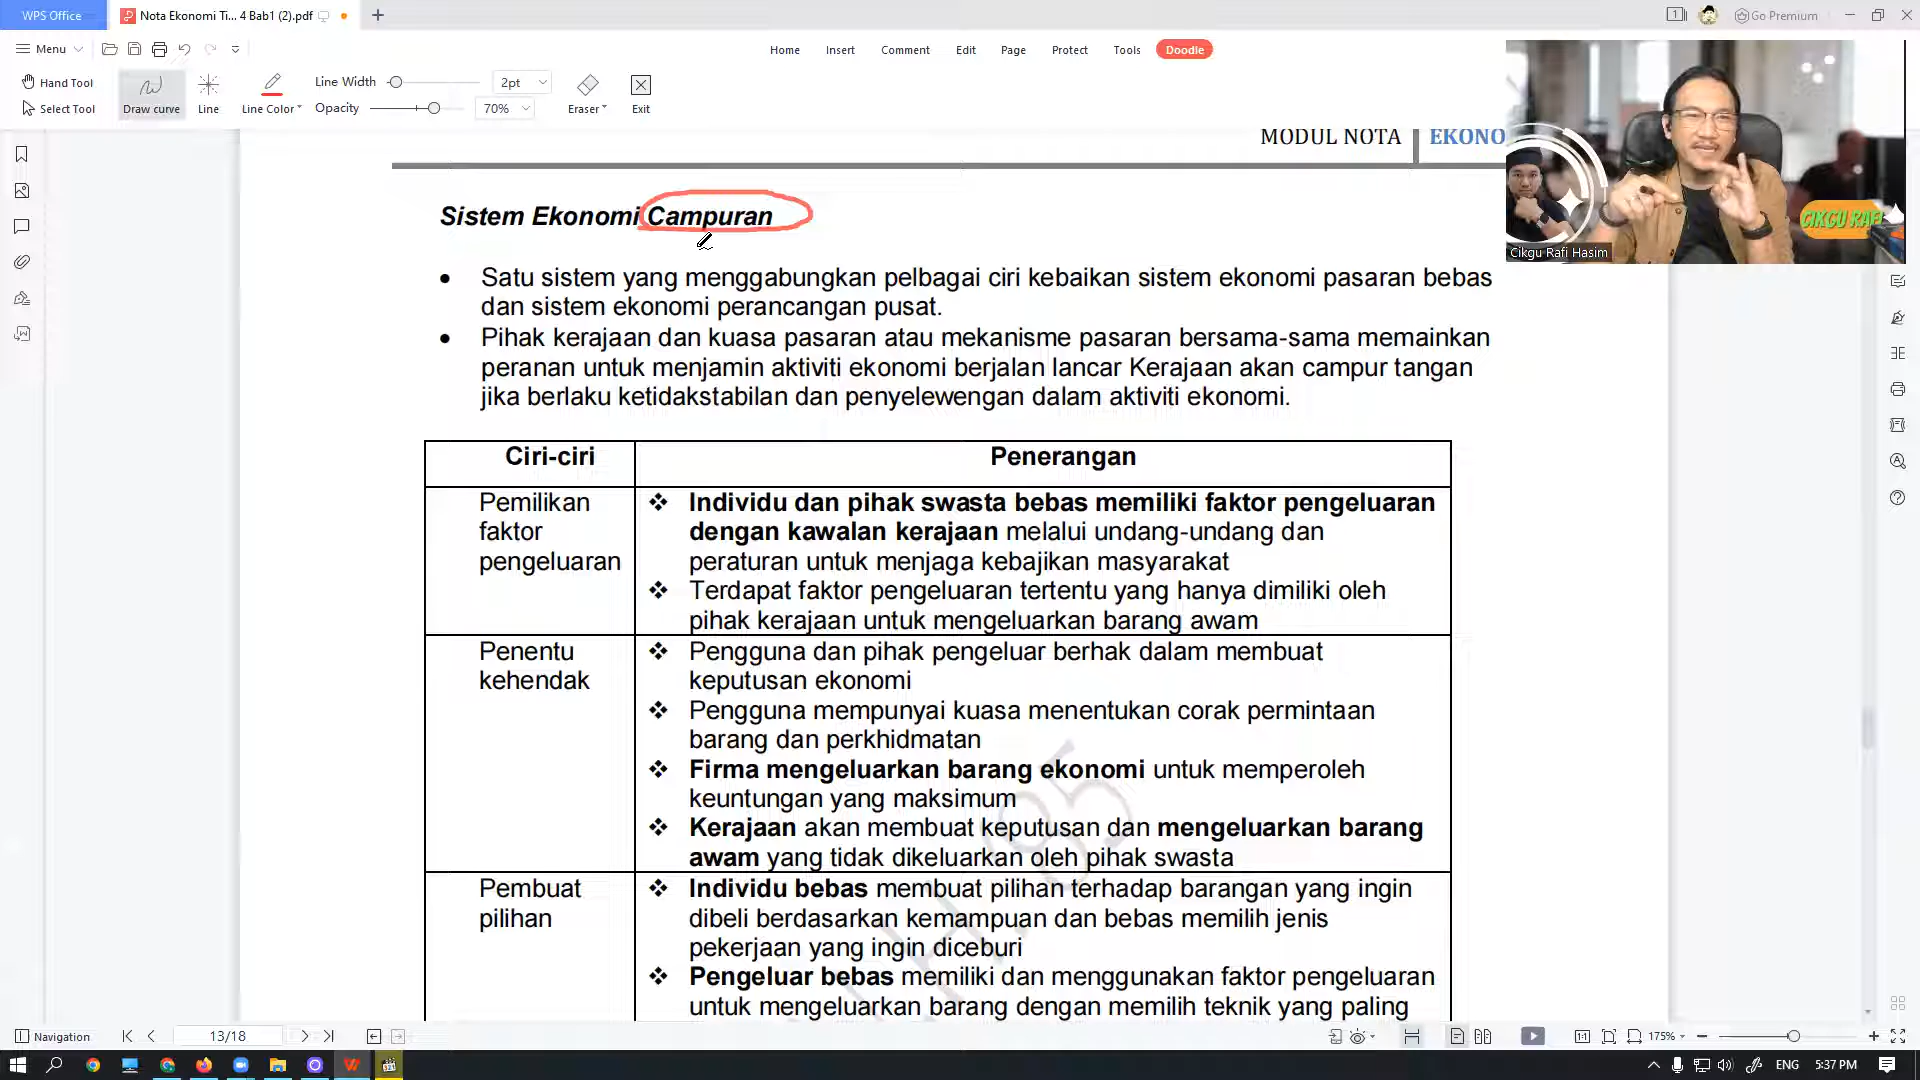 WPS Office
Nota Ekonomi Ti... 4 Bab1 (2).pdf
1
Go Premium
Menu
Home Insert Comment Edit Page Protect Tools Doodle
Hand Tool
Select Tool
Draw curve
Line
Line Color
Line Width 2pt
Opacity 70%
Eraser
Exit
MODUL NOTA EKONO
CIKGU RAFI
Cikgu Rafi Hasim
Sistem Ekonomi Campuran
• Satu sistem yang menggabungkan pelbagai ciri kebaikan sistem ekonomi pasaran bebas
dan sistem ekonomi perancangan pusat.
• Pihak kerajaan dan kuasa pasaran atau mekanisme pasaran bersama-sama memainkan
peranan untuk menjamin aktiviti ekonomi berjalan lancar Kerajaan akan campur tangan
jika berlaku ketidakstabilan dan penyelewengan dalam aktiviti ekonomi.
Ciri-ciri
Penerangan
Pemilikan
faktor
pengeluaran
❖ Individu dan pihak swasta bebas memiliki faktor pengeluaran
dengan kawalan kerajaan melalui undang-undang dan
peraturan untuk menjaga kebajikan masyarakat
❖ Terdapat faktor pengeluaran tertentu yang hanya dimiliki oleh
pihak kerajaan untuk mengeluarkan barang awam
Penentu
kehendak
❖ Pengguna dan pihak pengeluar berhak dalam membuat
keputusan ekonomi
❖ Pengguna mempunyai kuasa menentukan corak permintaan
barang dan perkhidmatan
❖ Firma mengeluarkan barang ekonomi untuk memperoleh
keuntungan yang maksimum
❖ Kerajaan akan membuat keputusan dan mengeluarkan barang
awam yang tidak dikeluarkan oleh pihak swasta
Pembuat
pilihan
❖ Individu bebas membuat pilihan terhadap barangan yang ingin
dibeli berdasarkan kemampuan dan bebas memilih jenis
pekerjaan yang ingin diceburi
❖ Pengeluar bebas memiliki dan menggunakan faktor pengeluaran
untuk mengeluarkan barang dengan memilih teknik yang paling
Navigation
13/18
175%
ENG
5:37 PM